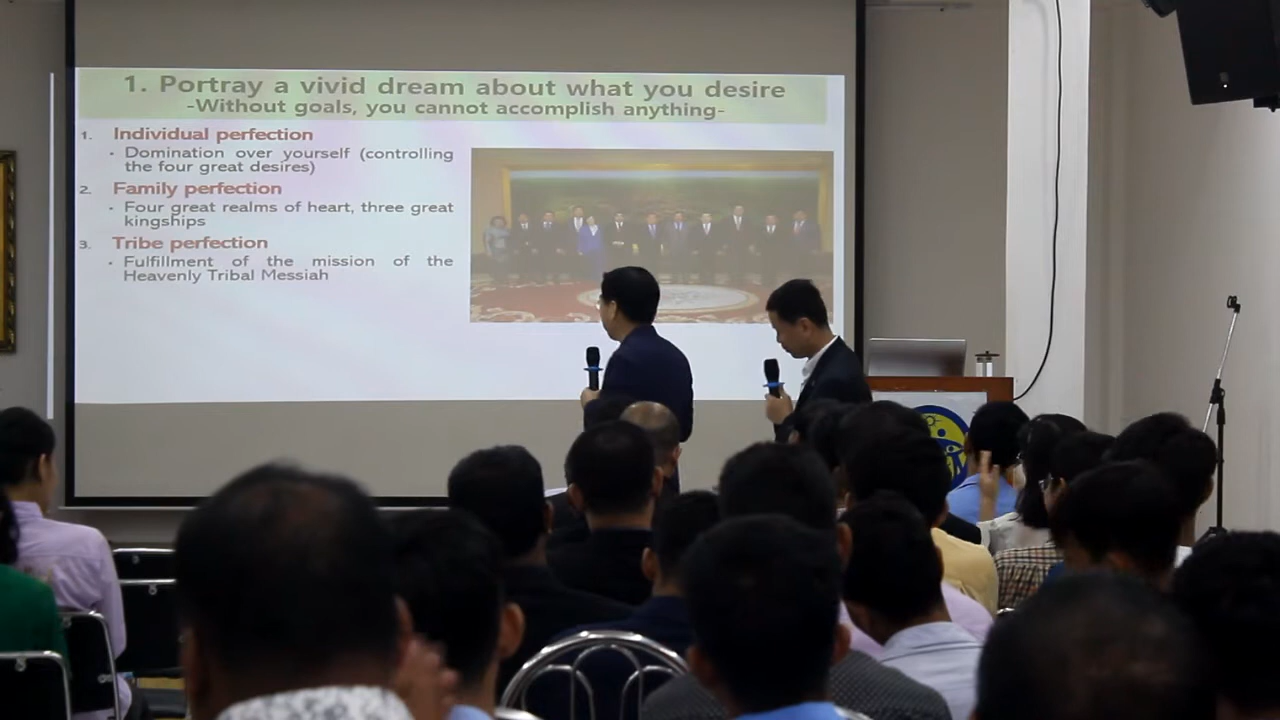 1. Portray a vivid dream about what you desire
-Without goals, you cannot accomplish anything-
1. Individual perfection
· Domination over yourself (controlling
the four great desires)
2. Family perfection
· Four great realms of heart, three great
kingships
3. Tribe perfection
· Fulfillment of the mission of the
Heavenly Tribal Messiah